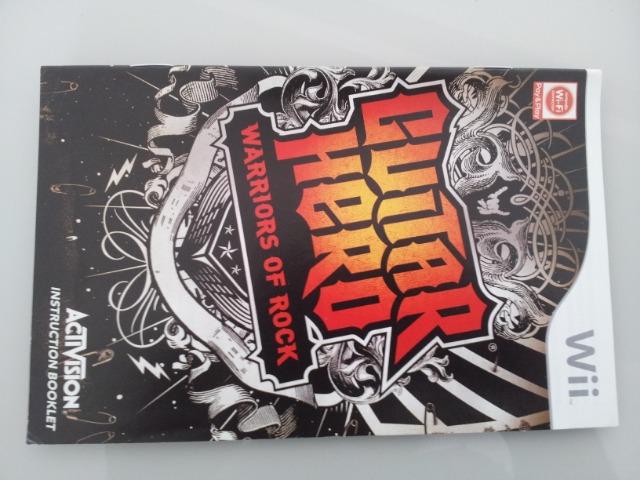 Wii
Wi-Fi
Pay & Play
GUITAR
HERO
WARRIORS OF ROCK
ACTIVISION
INSTRUCTION BOOKLET